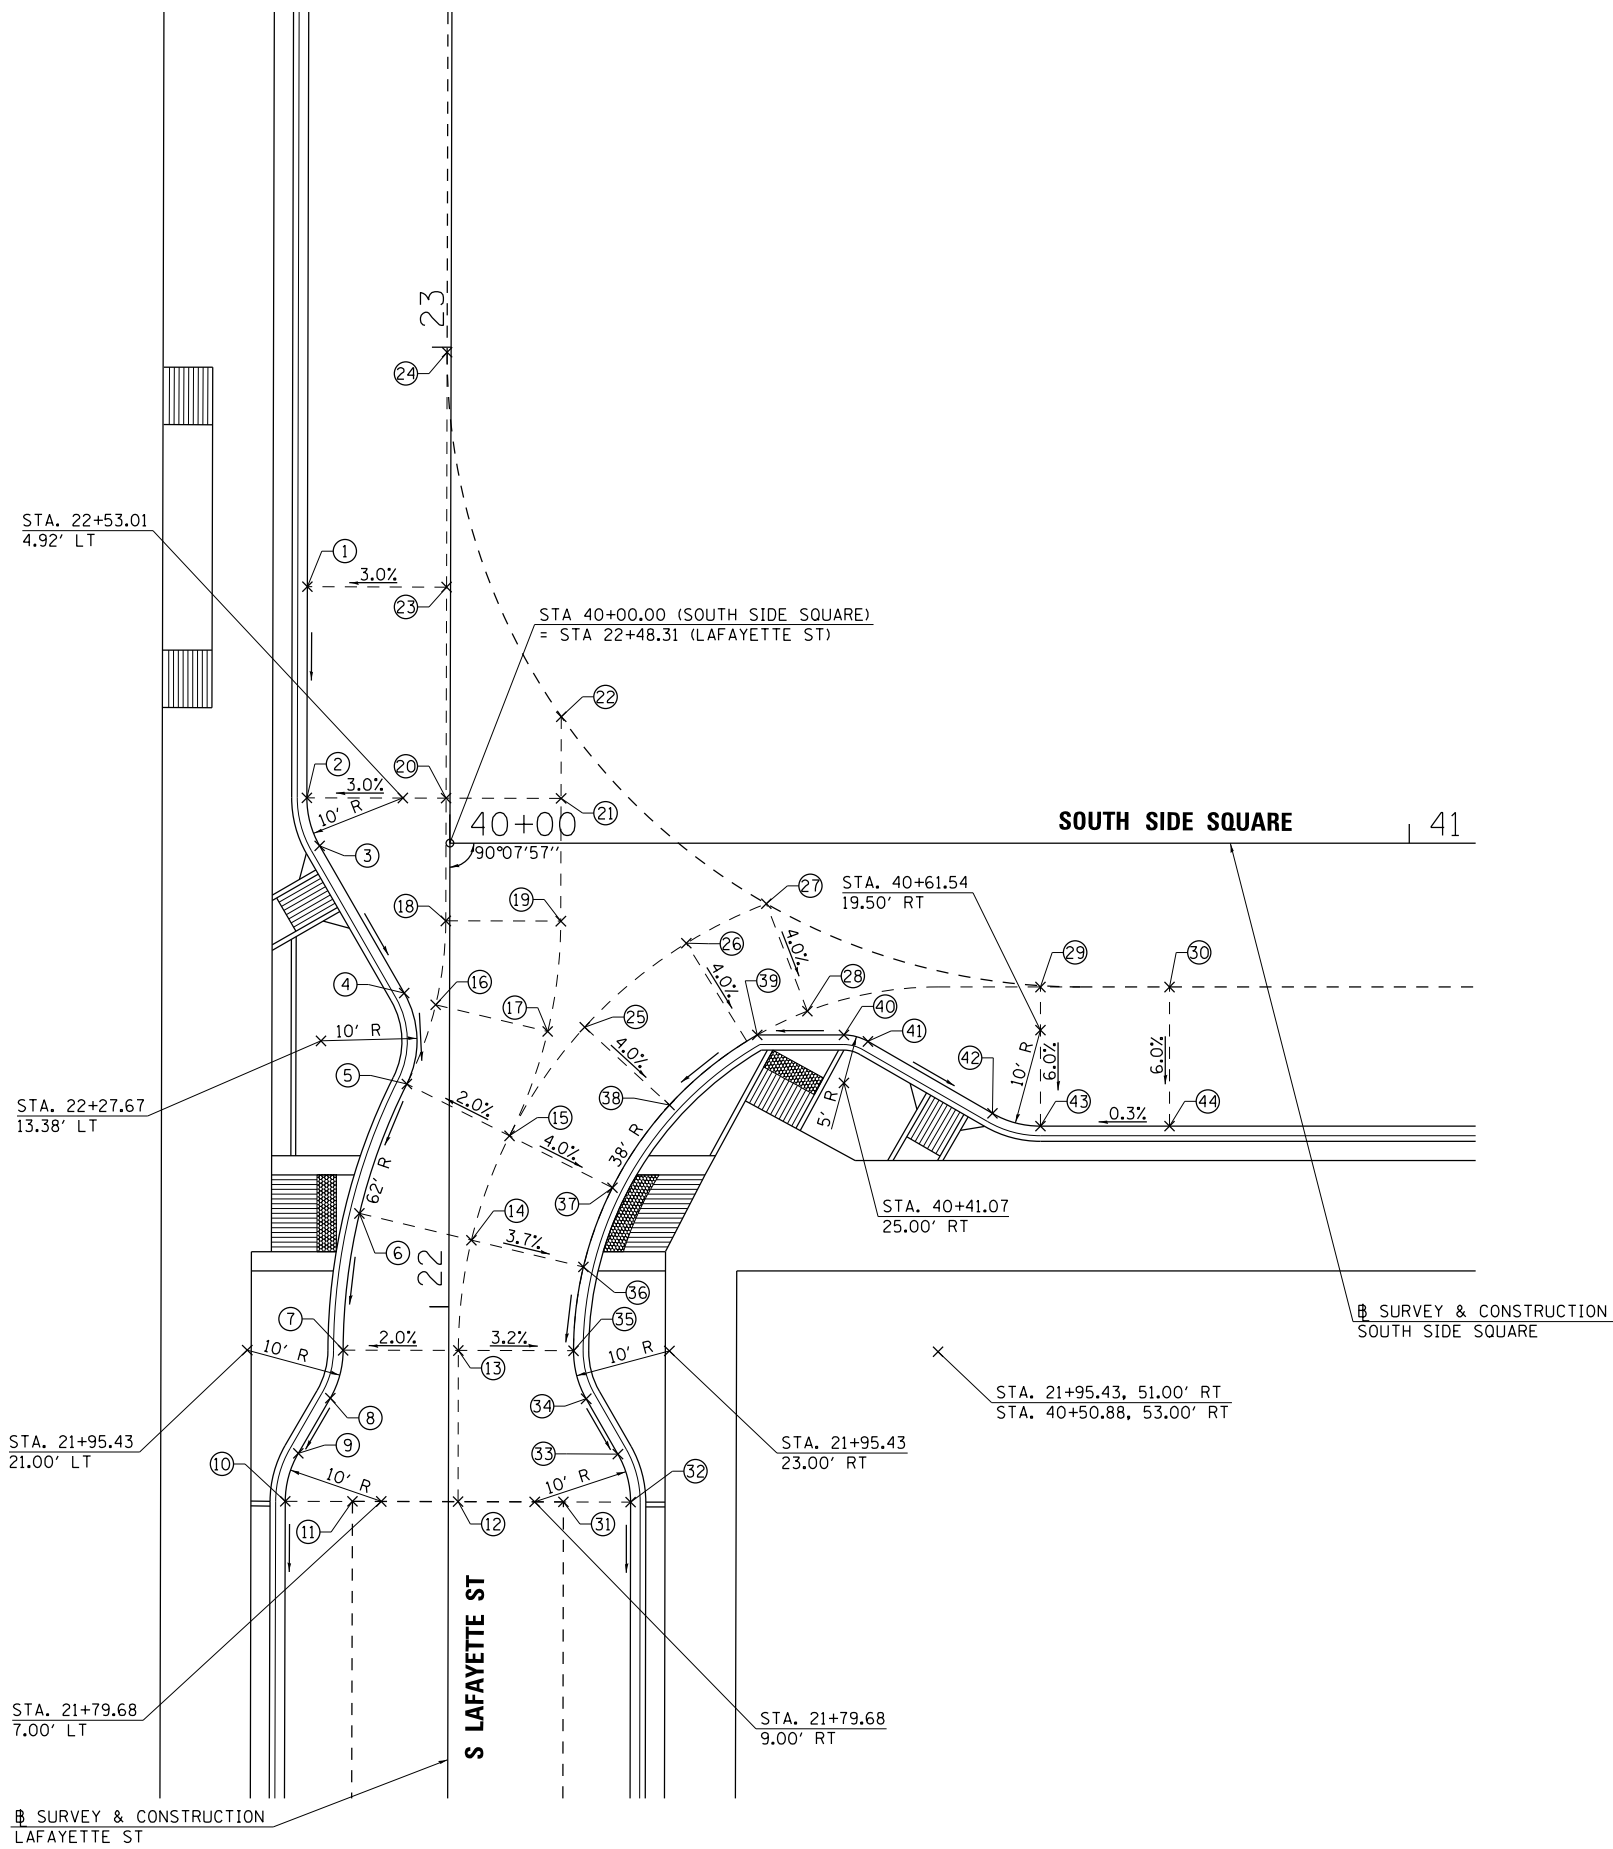 23
24
STA. 22+53.01
4.92' LT
1
3.0%
23
STA 40+00.00 (SOUTH SIDE SQUARE)
= STA 22+48.31 (LAFAYETTE ST)
22
2
20
3.0%
10' R
21
40+00
SOUTH SIDE SQUARE
41
90°07'57''
3
27
STA. 40+61.54
19.50' RT
18
19
26
4.0%
4.0%
29
30
4
16
28
39
17
25
40
41
10' R
STA. 22+27.67
13.38' LT
4.0%
10' R
6.0%
6.0%
42
5
2.0%
38
5' R
43
0.3%
44
15
4.0%
38' R
62' R
37
STA. 40+41.07
25.00' RT
14
3.7%
6
22
36
℄ SURVEY & CONSTRUCTION
SOUTH SIDE SQUARE
7
2.0%
3.2%
35
10' R
10' R
13
STA. 21+95.43, 51.00' RT
STA. 40+50.88, 53.00' RT
8
34
STA. 21+95.43
21.00' LT
9
33
STA. 21+95.43
23.00' RT
10
10' R
10' R
32
11
12
31
S LAFAYETTE ST
STA. 21+79.68
7.00' LT
STA. 21+79.68
9.00' RT
℄ SURVEY & CONSTRUCTION
LAFAYETTE ST